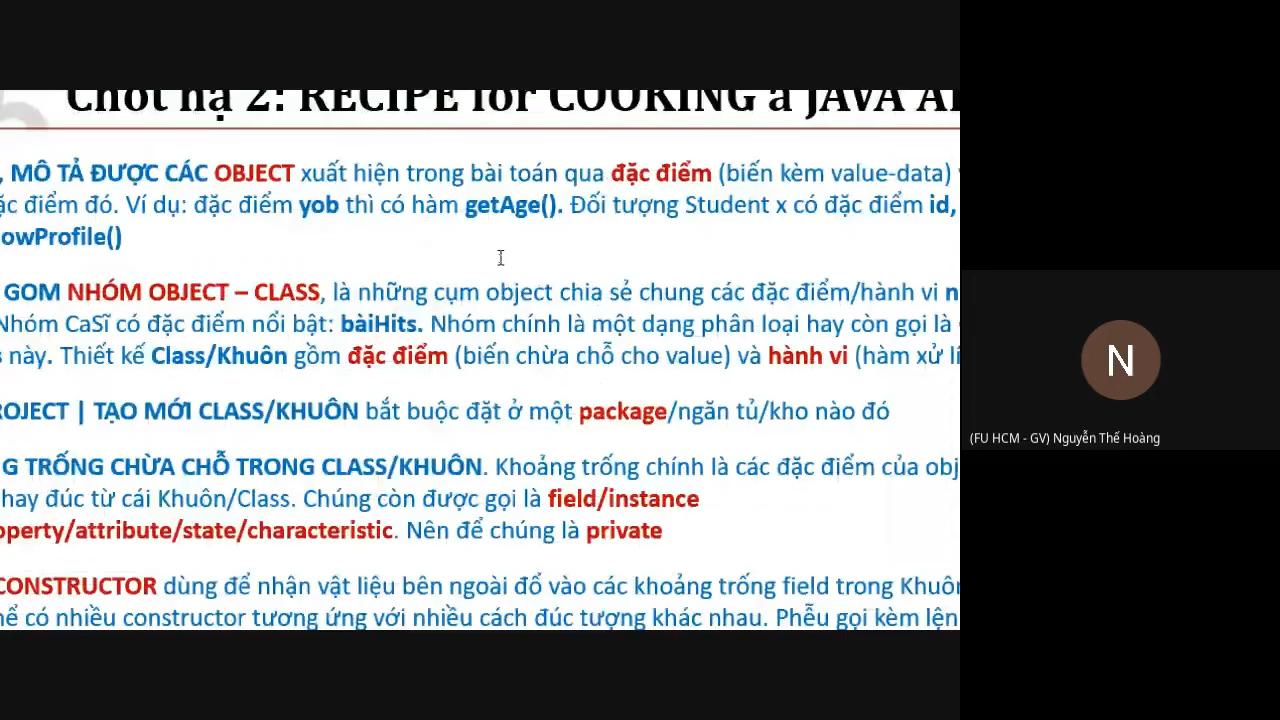 Chốt hạ 2: RECIPE for COOKING a JAVA
, MÔ TẢ ĐƯỢC CÁC OBJECT xuất hiện trong bài toán qua đặc điểm (biến kèm value-data)
ặc điểm đó. Ví dụ: đặc điểm yob thì có hàm getAge(). Đối tượng Student x có đặc điểm id,
owProfile()
GOM NHÓM OBJECT – CLASS, là những cụm object chia sẻ chung các đặc điểm/hành vi n
Nhóm CaSĩ có đặc điểm nổi bật: bàiHits. Nhóm chính là một dạng phân loại hay còn gọi là
này. Thiết kế Class/Khuôn gồm đặc điểm (biến chừa chỗ cho value) và hành vi (hàm xử lí
ROJECT | TẠO MỚI CLASS/KHUÔN bắt buộc đặt ở một package/ngăn tủ/kho nào đó
G TRỐNG CHỪA CHỖ TRONG CLASS/KHUÔN. Khoảng trống chính là các đặc điểm của obj
hay đúc từ cái Khuôn/Class. Chúng còn được gọi là field/instance
operty/attribute/state/characteristic. Nên để chúng là private
CONSTRUCTOR dùng để nhận vật liệu bên ngoài đổ vào các khoảng trống field trong Khuôn
hể có nhiều constructor tương ứng với nhiều cách đúc tượng khác nhau. Phễu gọi kèm lện
N
(FU HCM - GV) Nguyễn Thế Hoàng